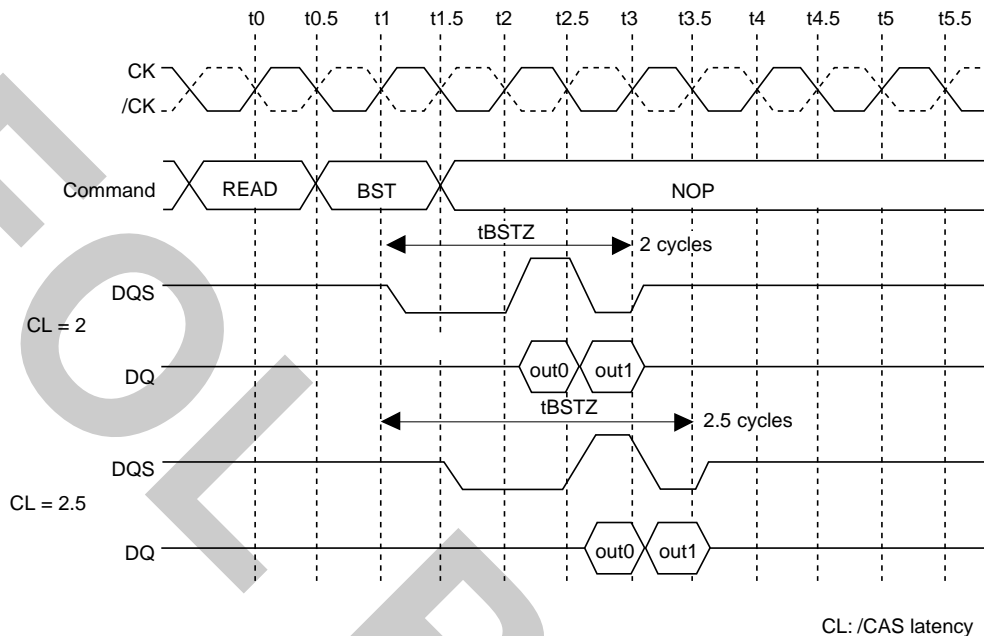 t0 t0.5 t1 t1.5 t2 t2.5 t3 t3.5 t4 t4.5 t5 t5.5
CK
/CK
Command READ BST NOP
tBSTZ 2 cycles
DQS
CL = 2
DQ out0 out1
tBSTZ 2.5 cycles
DQS
CL = 2.5
DQ out0 out1
CL: /CAS latency